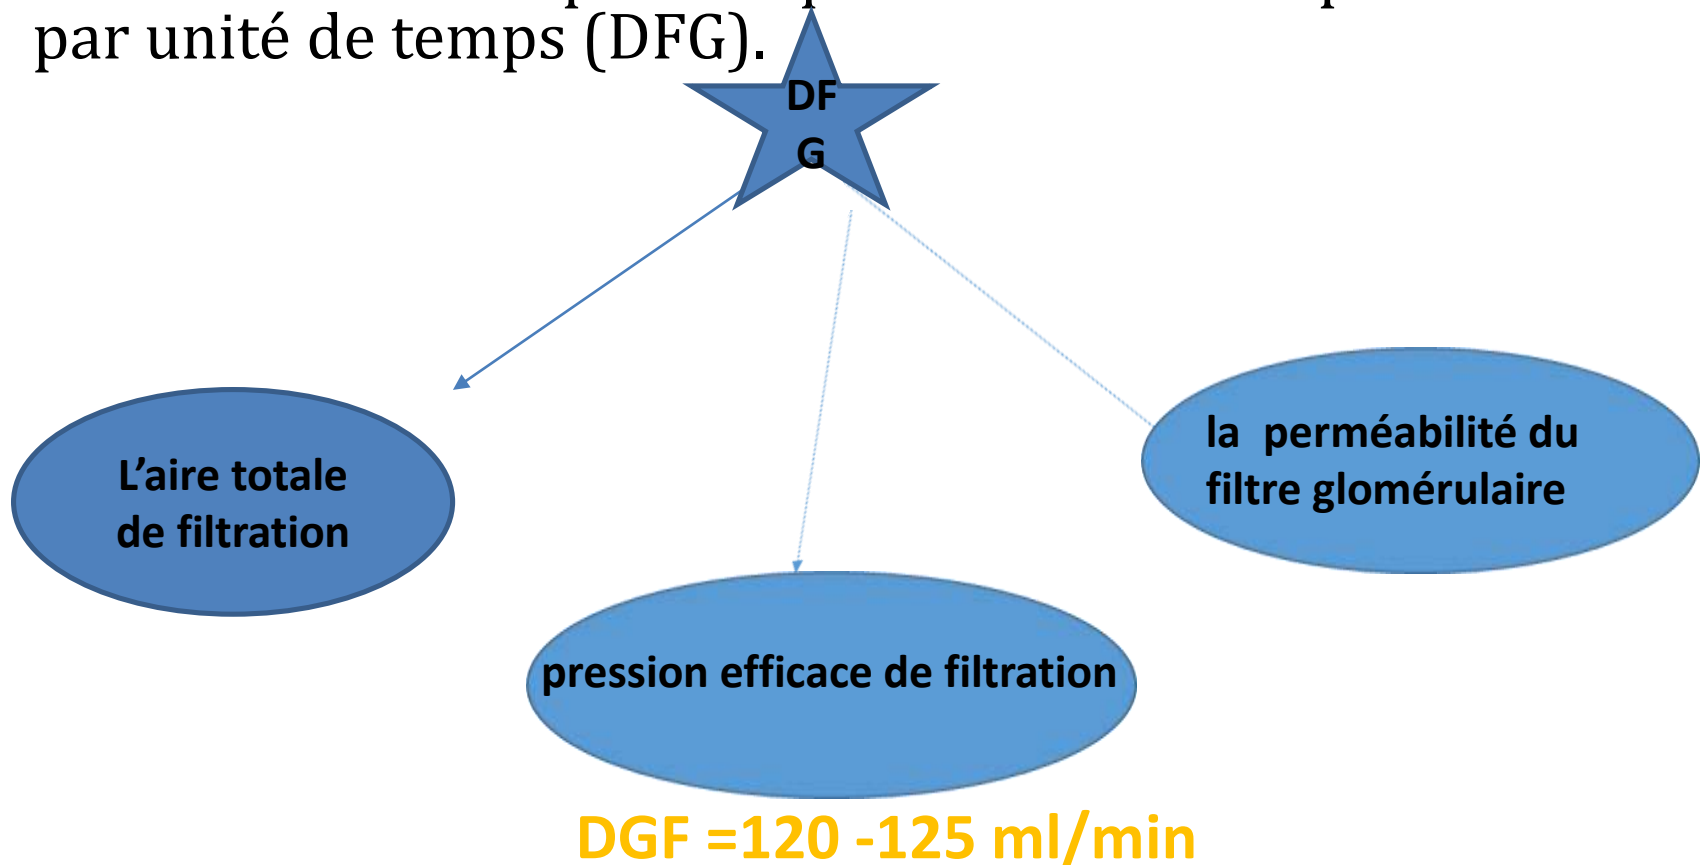 par unité de temps (DFG).
DF
G
L’aire totale
de filtration
la perméabilité du
filtre glomérulaire
pression efficace de filtration
DGF =120 -125 ml/min